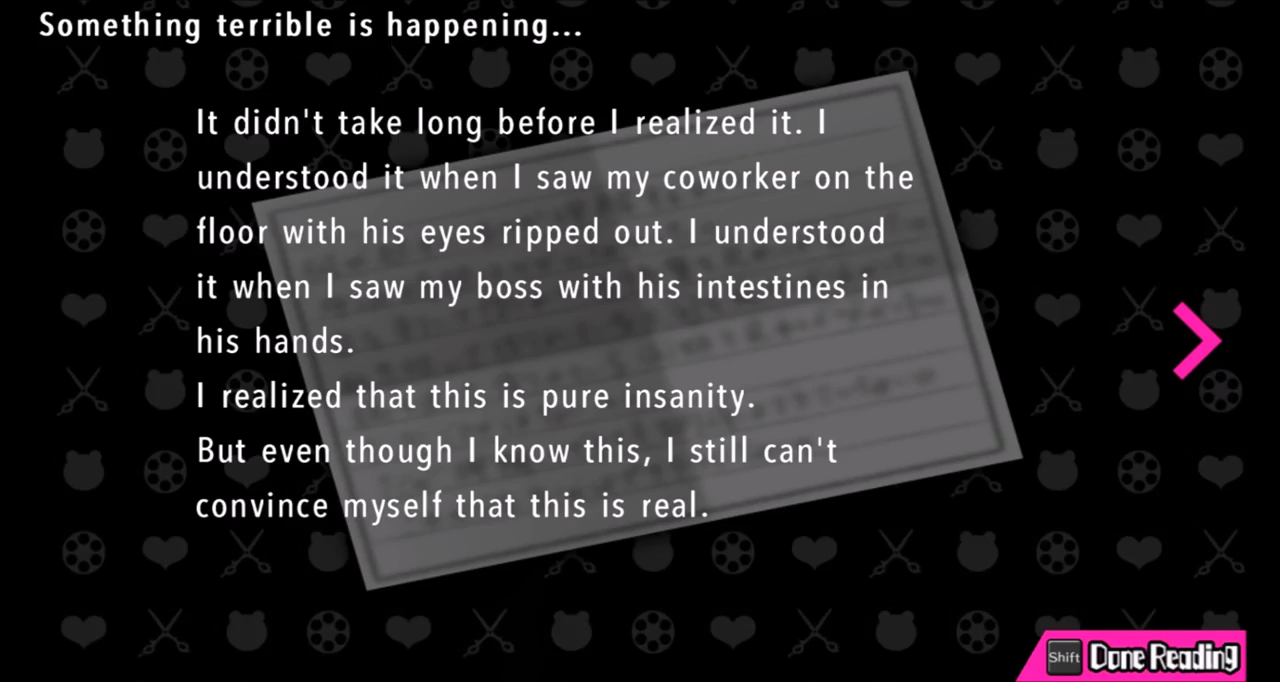 Something terrible is happening...
It didn't take long before I realized it. I
understood it when I saw my coworker on the
floor with his eyes ripped out. I understood
it when I saw my boss with his intestines in
his hands.
I realized that this is pure insanity.
But even though I know this, I still can't
convince myself that this is real.
Shift Done Reading